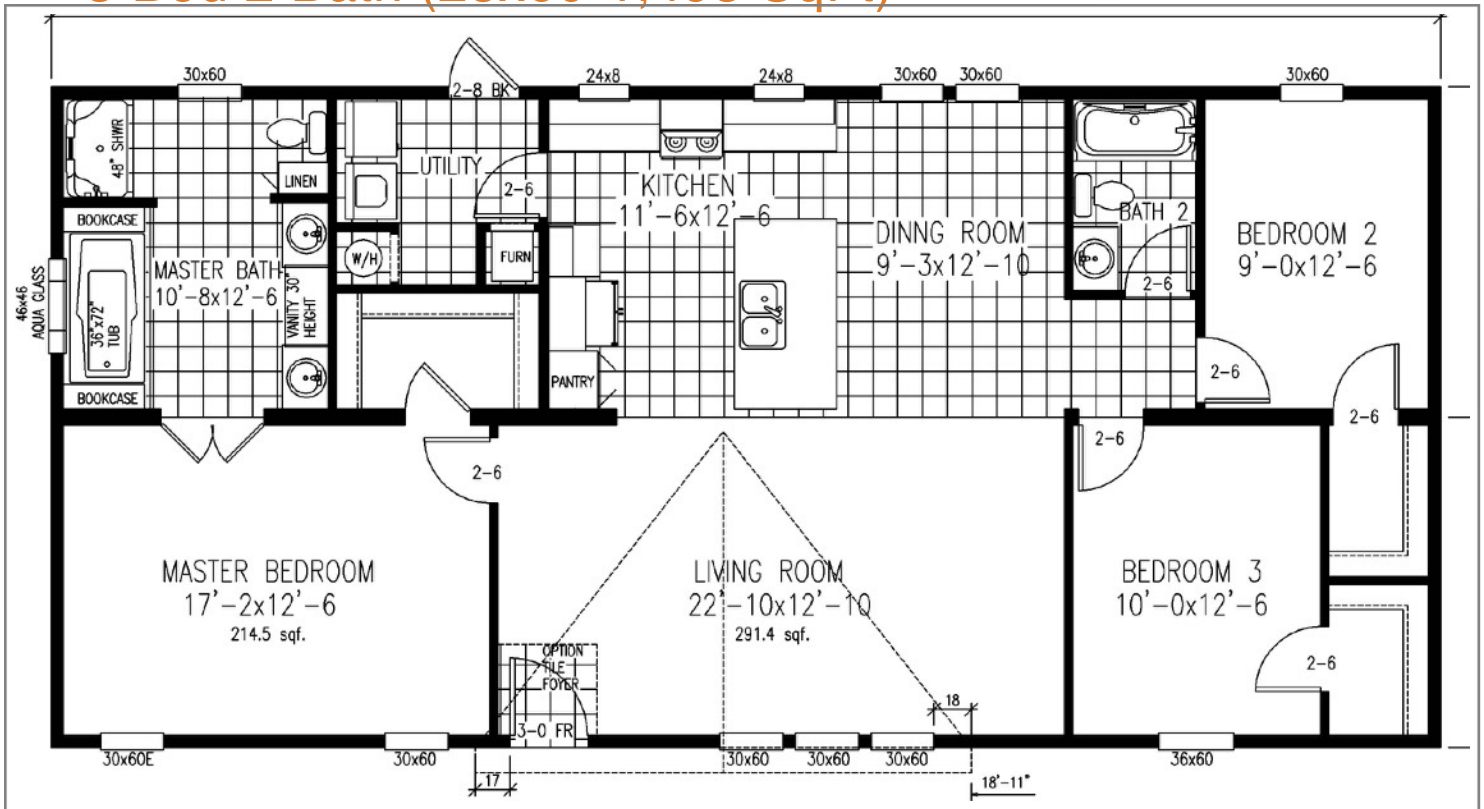 Bed 2 Bath
30x60
2-8 BK
24x8
24x8
30x60
30x60
30x60
48" SHWR
LINEN
UTILITY
2-6
KITCHEN
11'-6x12'-6
DINNG ROOM
9'-3x12'-10
BATH 2
2-6
BEDROOM 2
9'-0x12'-6
BOOKCASE
46x46
AQUA GLASS
36"x72"
TUB
MASTER BATH
10'-8x12'-6
VANITY 30"
HEIGHT
BOOKCASE
W/H
FURN
PANTRY
2-6
2-6
2-6
2-6
MASTER BEDROOM
17'-2x12'-6
214.5 sqf.
LIVING ROOM
22'-10x12'-10
291.4 sqf.
BEDROOM 3
10'-0x12'-6
2-6
OPTION
TILE
FOYER
3-0 FR
18
30x60E
30x60
17
30x60
30x60
30x60
18'-11"
36x60